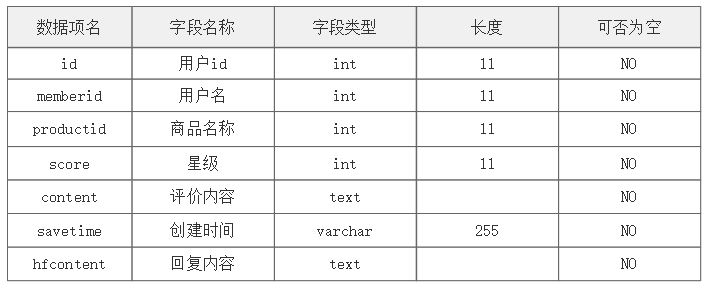 数据项名 字段名称 字段类型 长度 可否为空
id 用户id int 11 NO
memberid 用户名 int 11 NO
productid 商品名称 int 11 NO
score 星级 int 11 NO
content 评价内容 text NO
savetime 创建时间 varchar 255 NO
hfcontent 回复内容 text NO